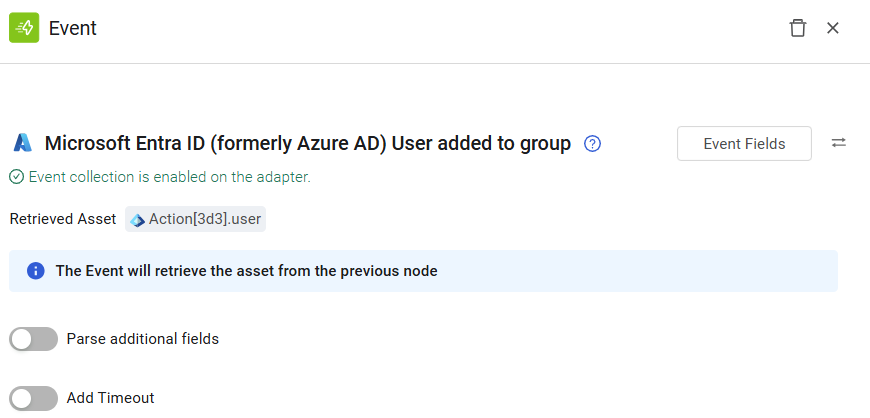 Event
Microsoft Entra ID (formerly Azure AD) User added to group
Event Fields
Event collection is enabled on the adapter.
Retrieved Asset Action[3d3].user
The Event will retrieve the asset from the previous node
Parse additional fields
Add Timeout